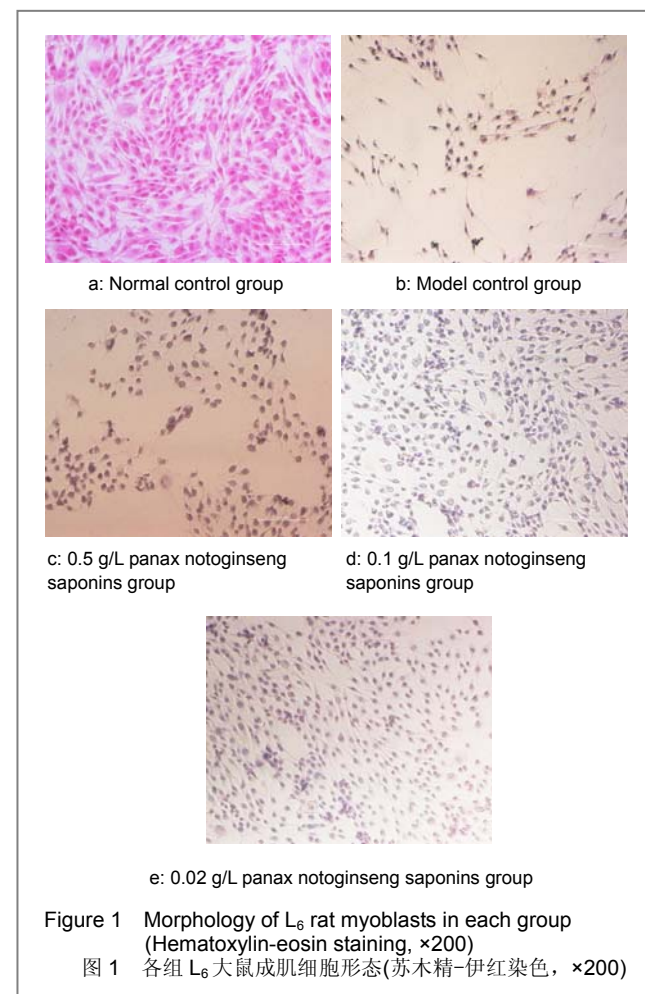 a: Normal control group
b: Model control group
c: 0.5 g/L panax notoginseng
saponins group
d: 0.1 g/L panax notoginseng
saponins group
e: 0.02 g/L panax notoginseng saponins group
Figure 1 Morphology of L₆ rat myoblasts in each group
(Hematoxylin-eosin staining, ×200)
图 1 各组 L₆ 大鼠成肌细胞形态(苏木精-伊红染色，×200)